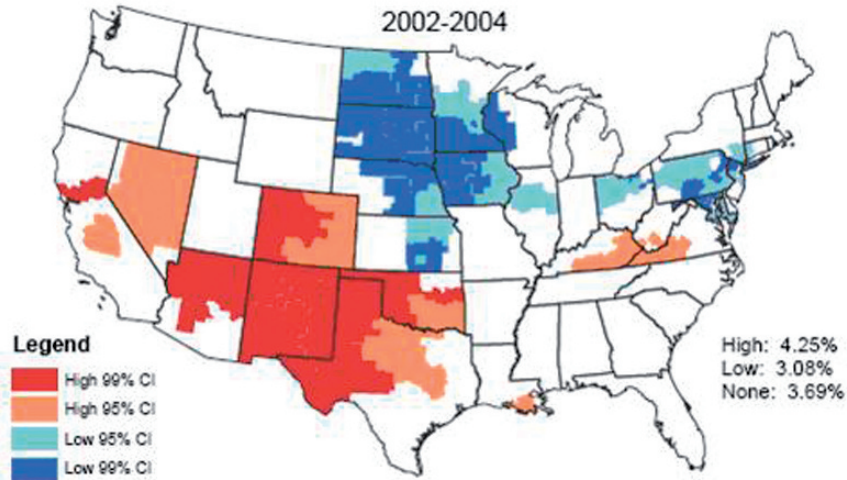 2002-2004
High: 4.25%
Low: 3.08%
None: 3.69%
Legend
High 99% CI
High 95% CI
Low 95% CI
Low 99% CI